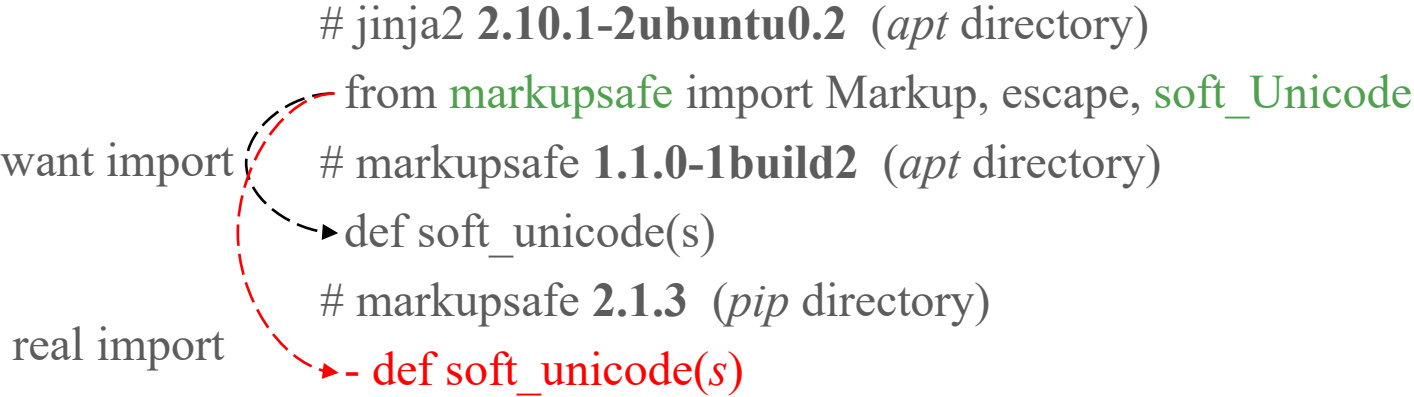 # jinja2 2.10.1-2ubuntu0.2 (apt directory)
from markupsafe import Markup, escape, soft_Unicode
want import
# markupsafe 1.1.0-1build2 (apt directory)
def soft_unicode(s)
# markupsafe 2.1.3 (pip directory)
real import
- def soft_unicode(s)